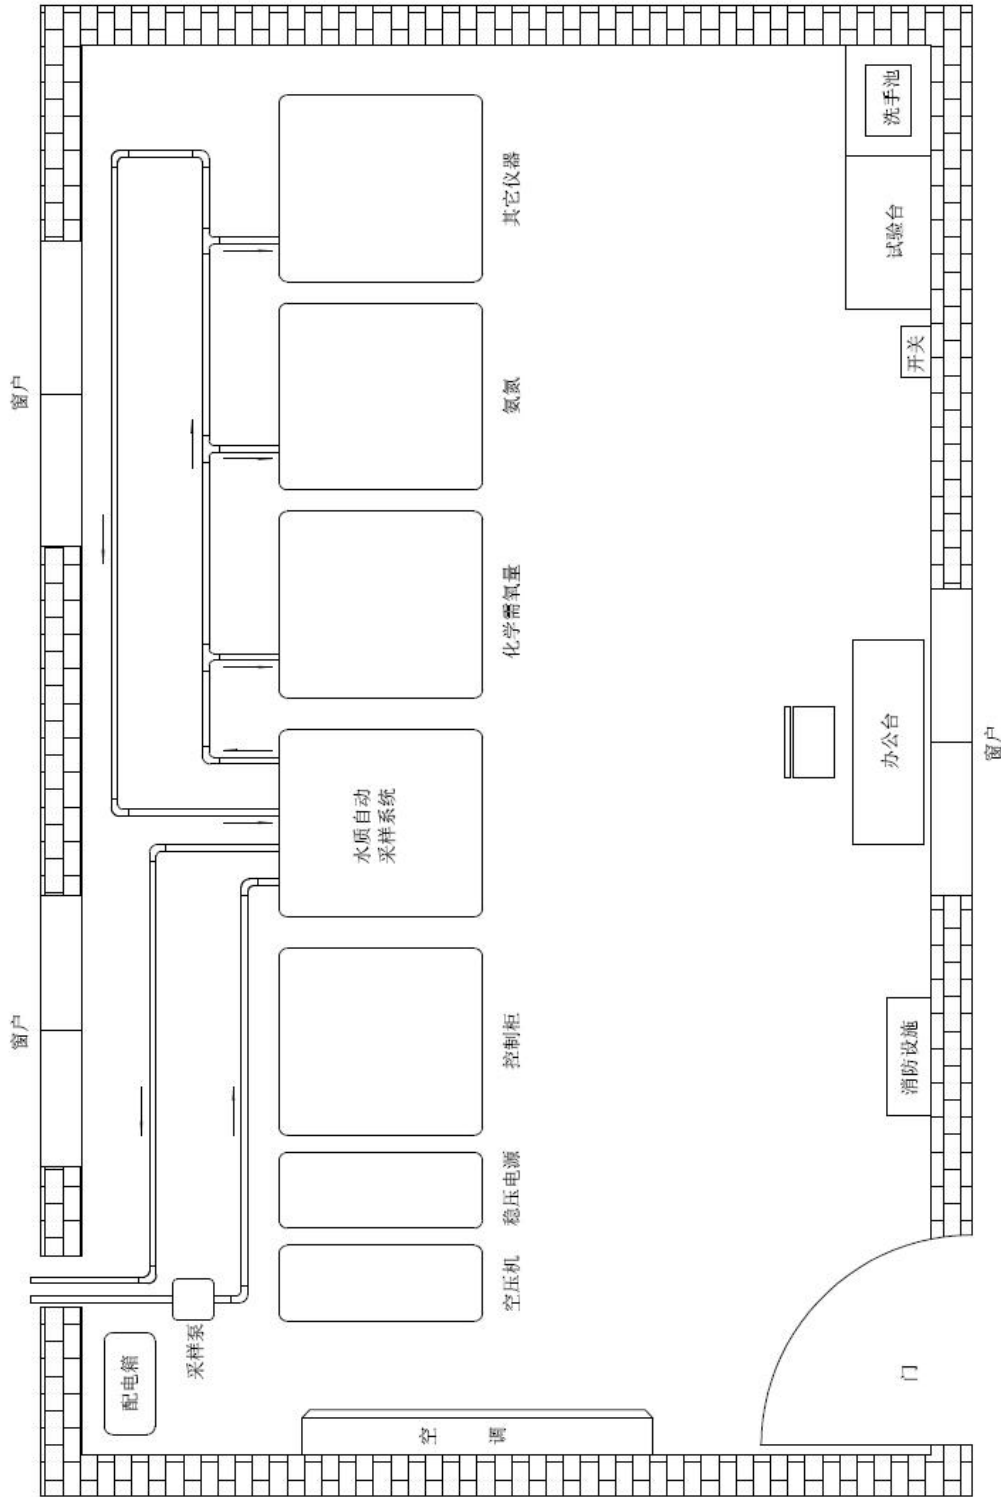 窗户
窗户
配电箱
采样泵
空压机
稳压电源
控制柜
水质自动
采样系统
化学需氧量
氨氮
其它仪器
空 调
门
消防设施
办公台
开关
试验台
洗手池
窗户